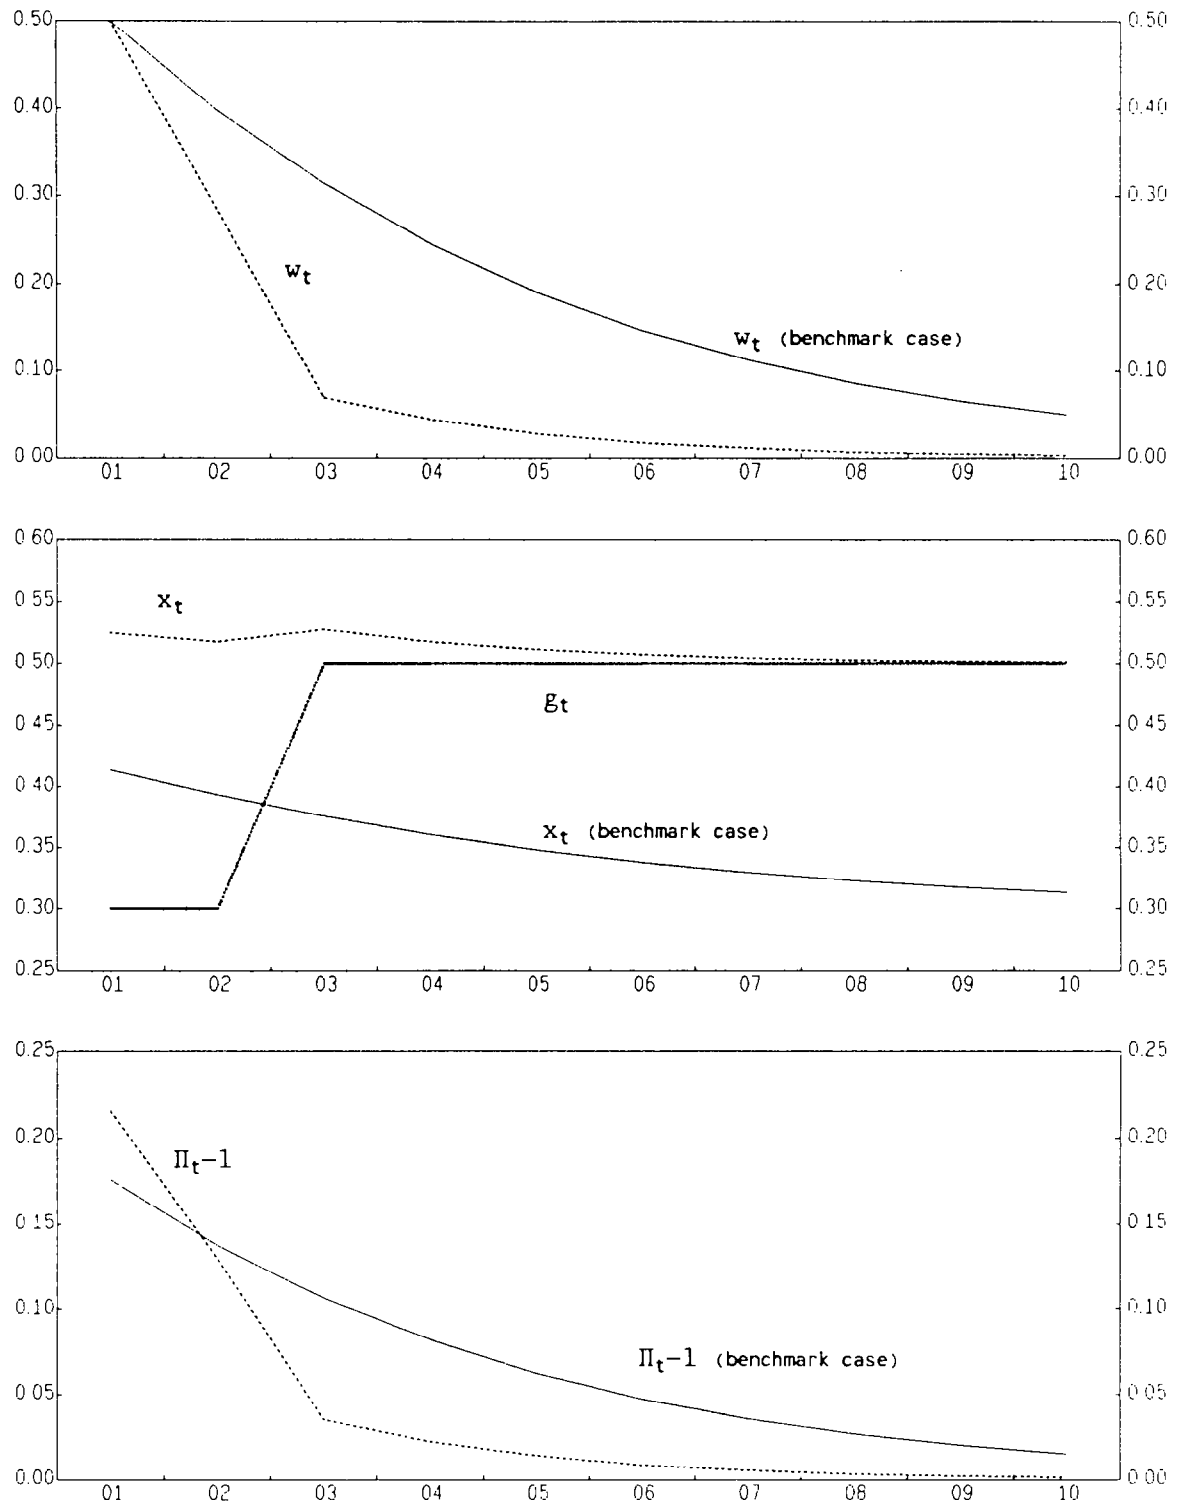 0.50 0.50
0.40 0.40
0.30 0.30
w_t
0.20 0.20
w_t (benchmark case)
0.10 0.10
0.00 0.00
01 02 03 04 05 06 07 08 09 10
0.60 0.60
x_t
0.55 0.55
0.50 0.50
g_t
0.45 0.45
0.40 0.40
x_t (benchmark case)
0.35 0.35
0.30 0.30
0.25 0.25
01 02 03 04 05 06 07 08 09 10
0.25 0.25
0.20 0.20
Π_t-1
0.15 0.15
0.10 0.10
Π_t-1 (benchmark case)
0.05 0.05
0.00 0.00
01 02 03 04 05 06 07 08 09 10